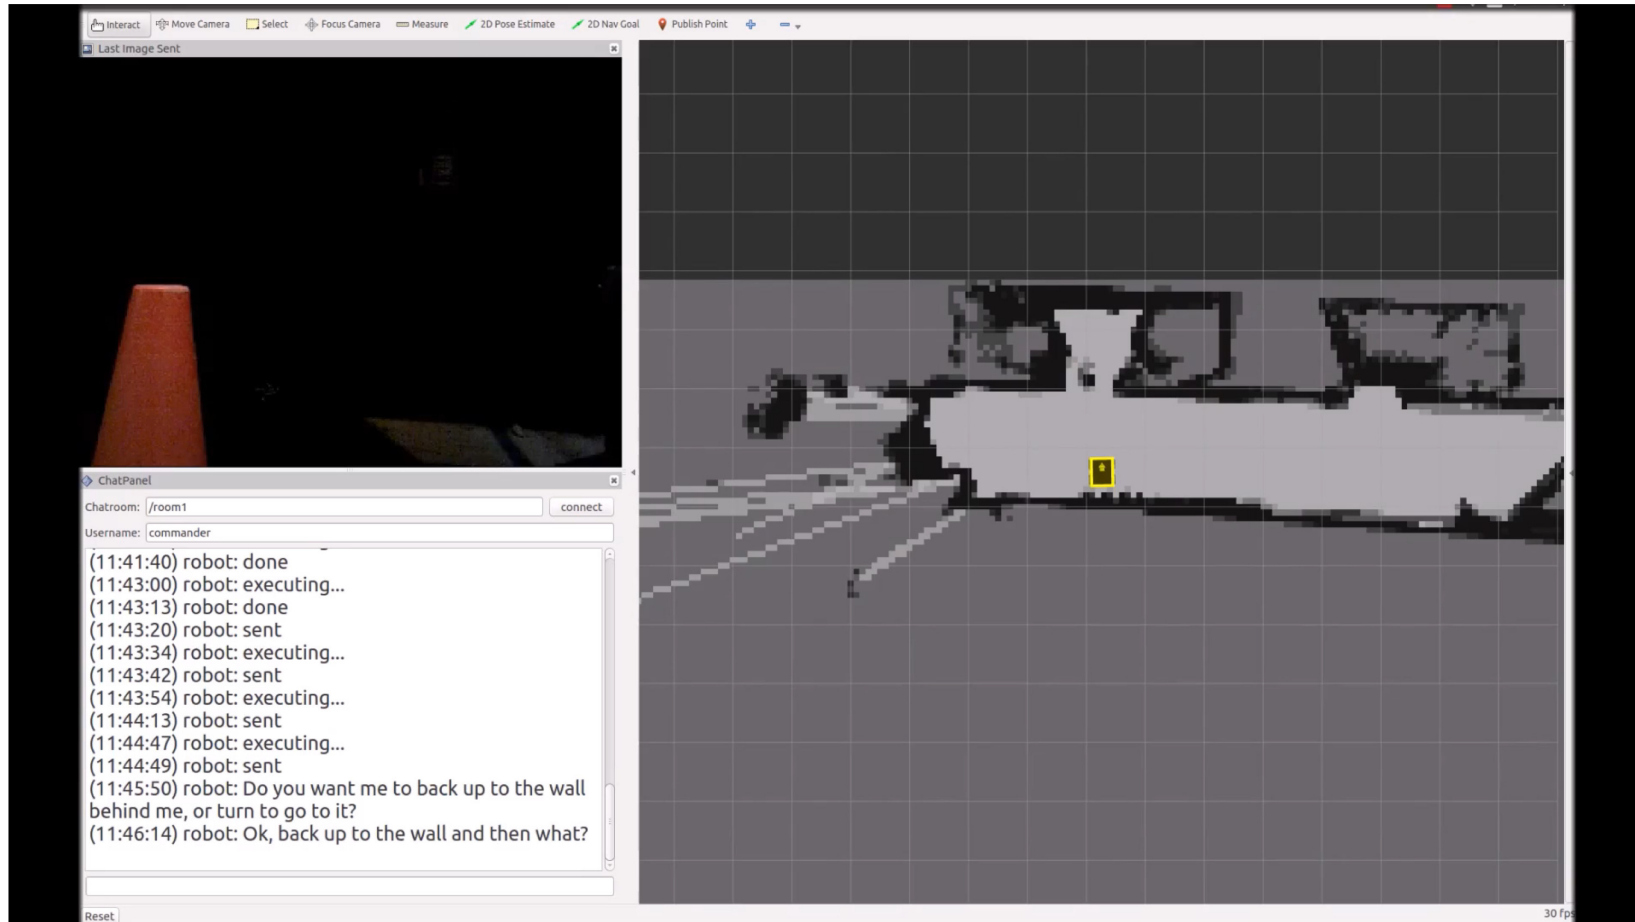 Interact Move Camera Select Focus Camera Measure 2D Pose Estimate 2D Nav Goal Publish Point
Last Image Sent
ChatPanel
Chatroom: /room1 connect
Username: commander
(11:41:40) robot: done
(11:43:00) robot: executing...
(11:43:13) robot: done
(11:43:20) robot: sent
(11:43:34) robot: executing...
(11:43:42) robot: sent
(11:43:54) robot: executing...
(11:44:13) robot: sent
(11:44:47) robot: executing...
(11:44:49) robot: sent
(11:45:50) robot: Do you want me to back up to the wall
behind me, or turn to go to it?
(11:46:14) robot: Ok, back up to the wall and then what?
Reset
30 fps